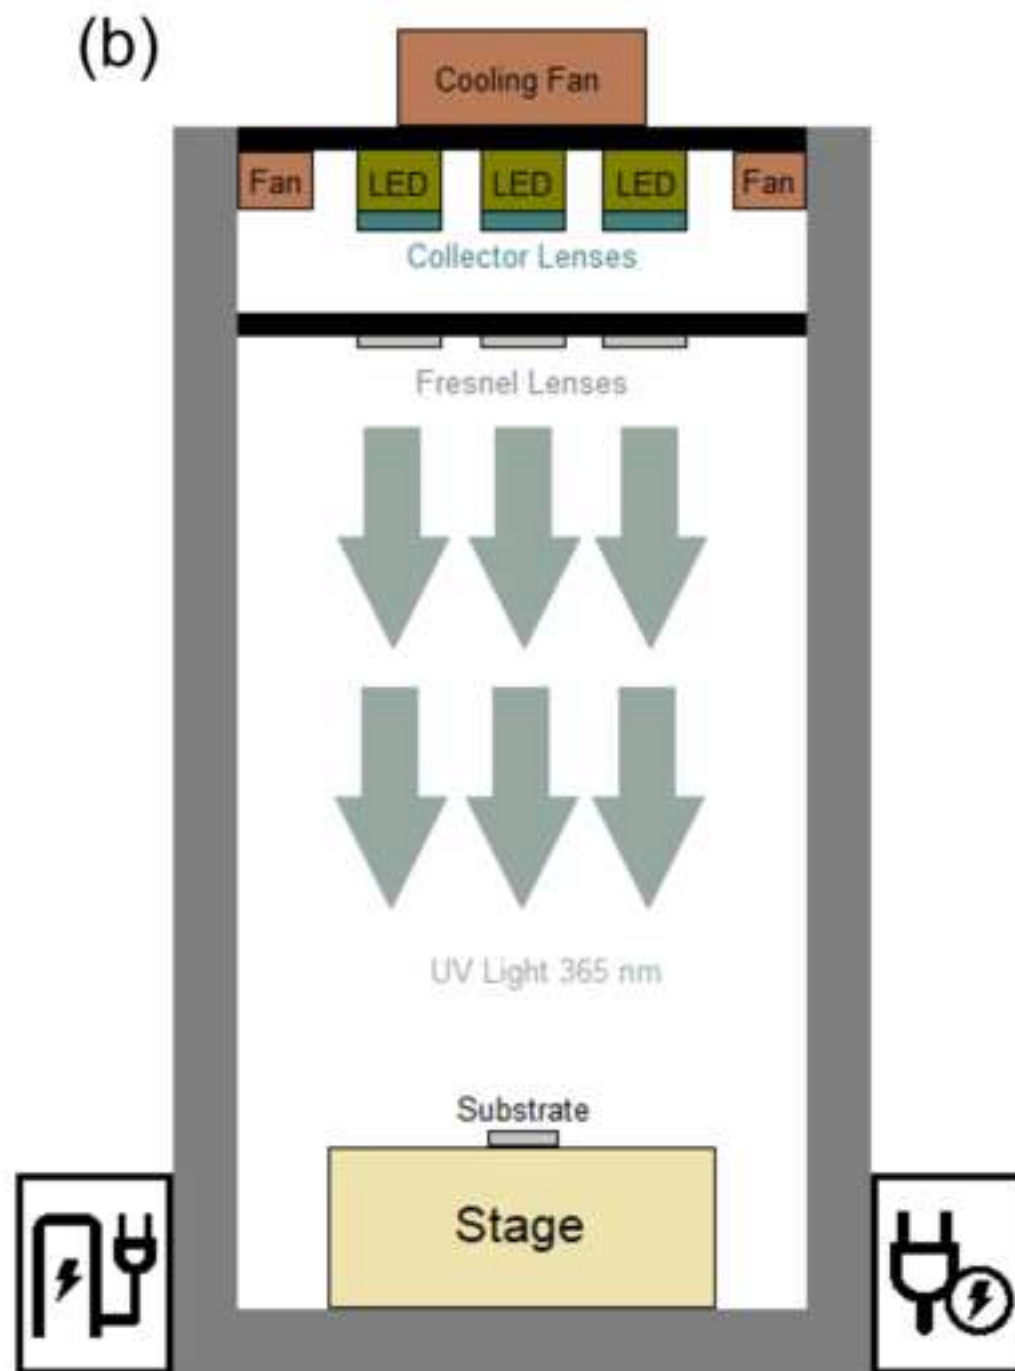 (b)
Cooling Fan
Fan LED LED LED Fan
Collector Lenses
Fresnel Lenses
UV Light 365 nm
Substrate
Stage